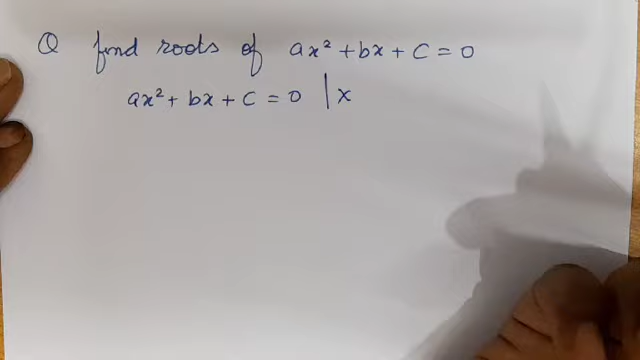 Q find roots of ax² + bx + c = 0
ax² + bx + c = 0 | x